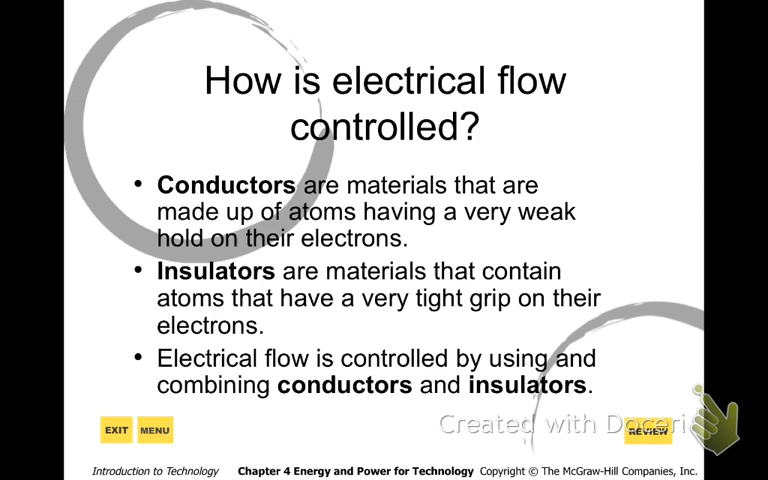 How is electrical flow
controlled?
• Conductors are materials that are
made up of atoms having a very weak
hold on their electrons.
• Insulators are materials that contain
atoms that have a very tight grip on their
electrons.
• Electrical flow is controlled by using and
combining conductors and insulators.
EXIT MENU
Created with Doceri
REVIEW
Introduction to Technology Chapter 4 Energy and Power for Technology Copyright © The McGraw-Hill Companies, Inc.